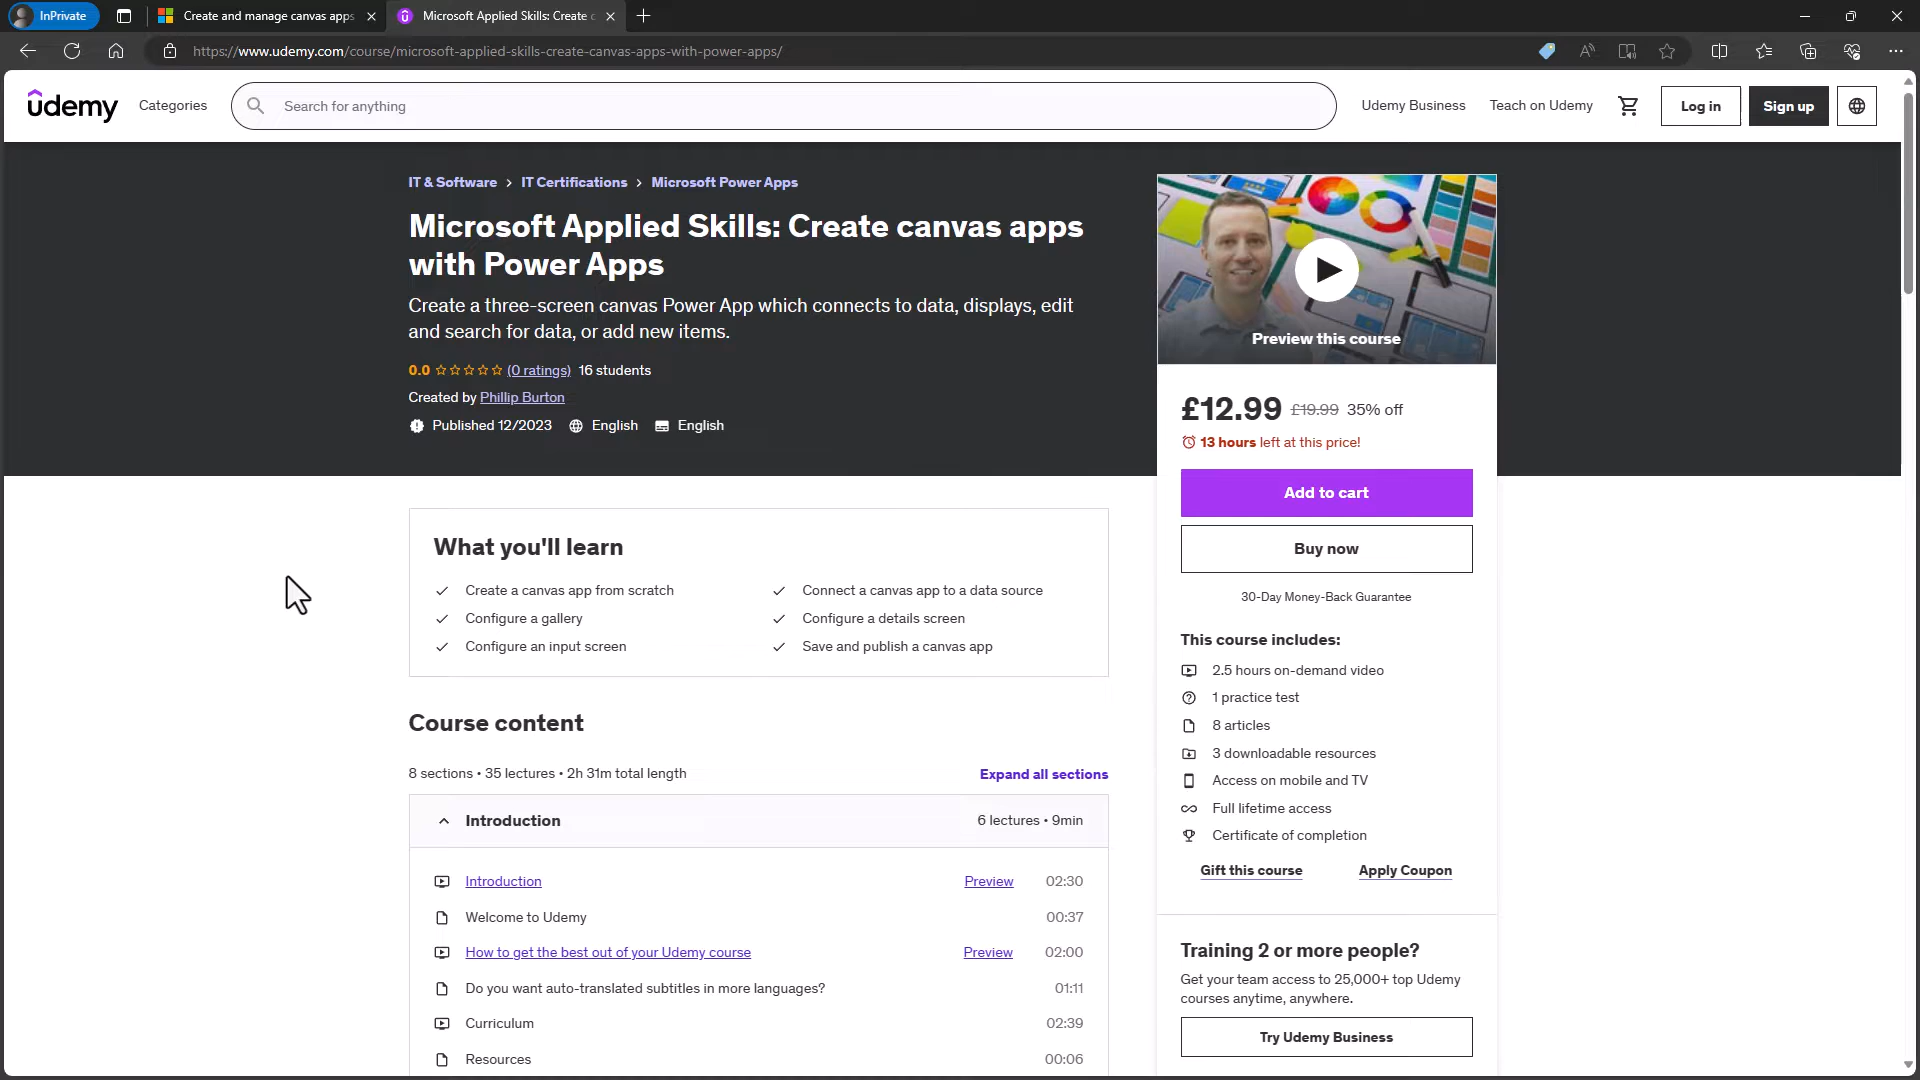 InPrivate
Create and manage canvas apps
Microsoft Applied Skills: Create c
https://www.udemy.com/course/microsoft-applied-skills-create-canvas-apps-with-power-apps/
udemy
Categories
Search for anything
Udemy Business
Teach on Udemy
Log in
Sign up
IT & Software > IT Certifications > Microsoft Power Apps
Microsoft Applied Skills: Create canvas apps
with Power Apps
Create a three-screen canvas Power App which connects to data, displays, edit
and search for data, or add new items.
0.0 (0 ratings) 16 students
Created by Phillip Burton
Published 12/2023 English English
Preview this course
£12.99 £19.99 35% off
13 hours left at this price!
Add to cart
Buy now
30-Day Money-Back Guarantee
This course includes:
2.5 hours on-demand video
1 practice test
8 articles
3 downloadable resources
Access on mobile and TV
Full lifetime access
Certificate of completion
Gift this course Apply Coupon
Training 2 or more people?
Get your team access to 25,000+ top Udemy
courses anytime, anywhere.
Try Udemy Business
What you'll learn
Create a canvas app from scratch
Connect a canvas app to a data source
Configure a gallery
Configure a details screen
Configure an input screen
Save and publish a canvas app
Course content
8 sections • 35 lectures • 2h 31m total length
Expand all sections
Introduction 6 lectures • 9min
Introduction Preview 02:30
Welcome to Udemy 00:37
How to get the best out of your Udemy course Preview 02:00
Do you want auto-translated subtitles in more languages? 01:11
Curriculum 02:39
Resources 00:06